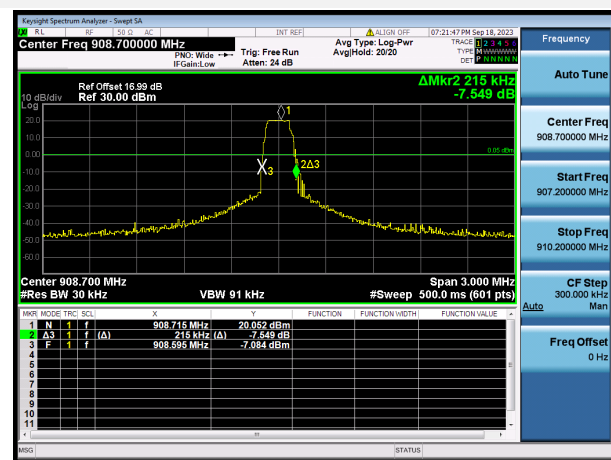 Keysight Spectrum Analyzer - Swept SA
RL RF 50 Ω AC INT REF ALIGN OFF 07:21:47 PM Sep 18, 2023
Center Freq 908.700000 MHz
PNO: Wide
IFGain:Low
Trig: Free Run
Atten: 24 dB
Avg Type: Log-Pwr
Avg|Hold: 20/20
TRACE 1 2 3 4 5 6
TYPE M WWWWW
DET P NNNNN
Ref Offset 16.99 dB
Ref 30.00 dBm
10 dB/div
Log
ΔMkr2 215 kHz
-7.549 dB
20.0
10.0
0.00
-10.0
-20.0
-30.0
-40.0
-50.0
-60.0
0.05 dBm
1
2Δ3
3
Center 908.700 MHz
#Res BW 30 kHz
VBW 91 kHz
Span 3.000 MHz
#Sweep 500.0 ms (601 pts)
MKR MODE TRC SCL X Y FUNCTION FUNCTION WIDTH FUNCTION VALUE
1 N 1 f 908.715 MHz 20.052 dBm
2 Δ3 1 f (Δ) 215 kHz (Δ) -7.549 dB
3 F 1 f 908.595 MHz -7.084 dBm
4
5
6
7
8
9
10
11
MSG STATUS
Frequency
Auto Tune
Center Freq
908.700000 MHz
Start Freq
907.200000 MHz
Stop Freq
910.200000 MHz
CF Step
300.000 kHz
Auto Man
Freq Offset
0 Hz